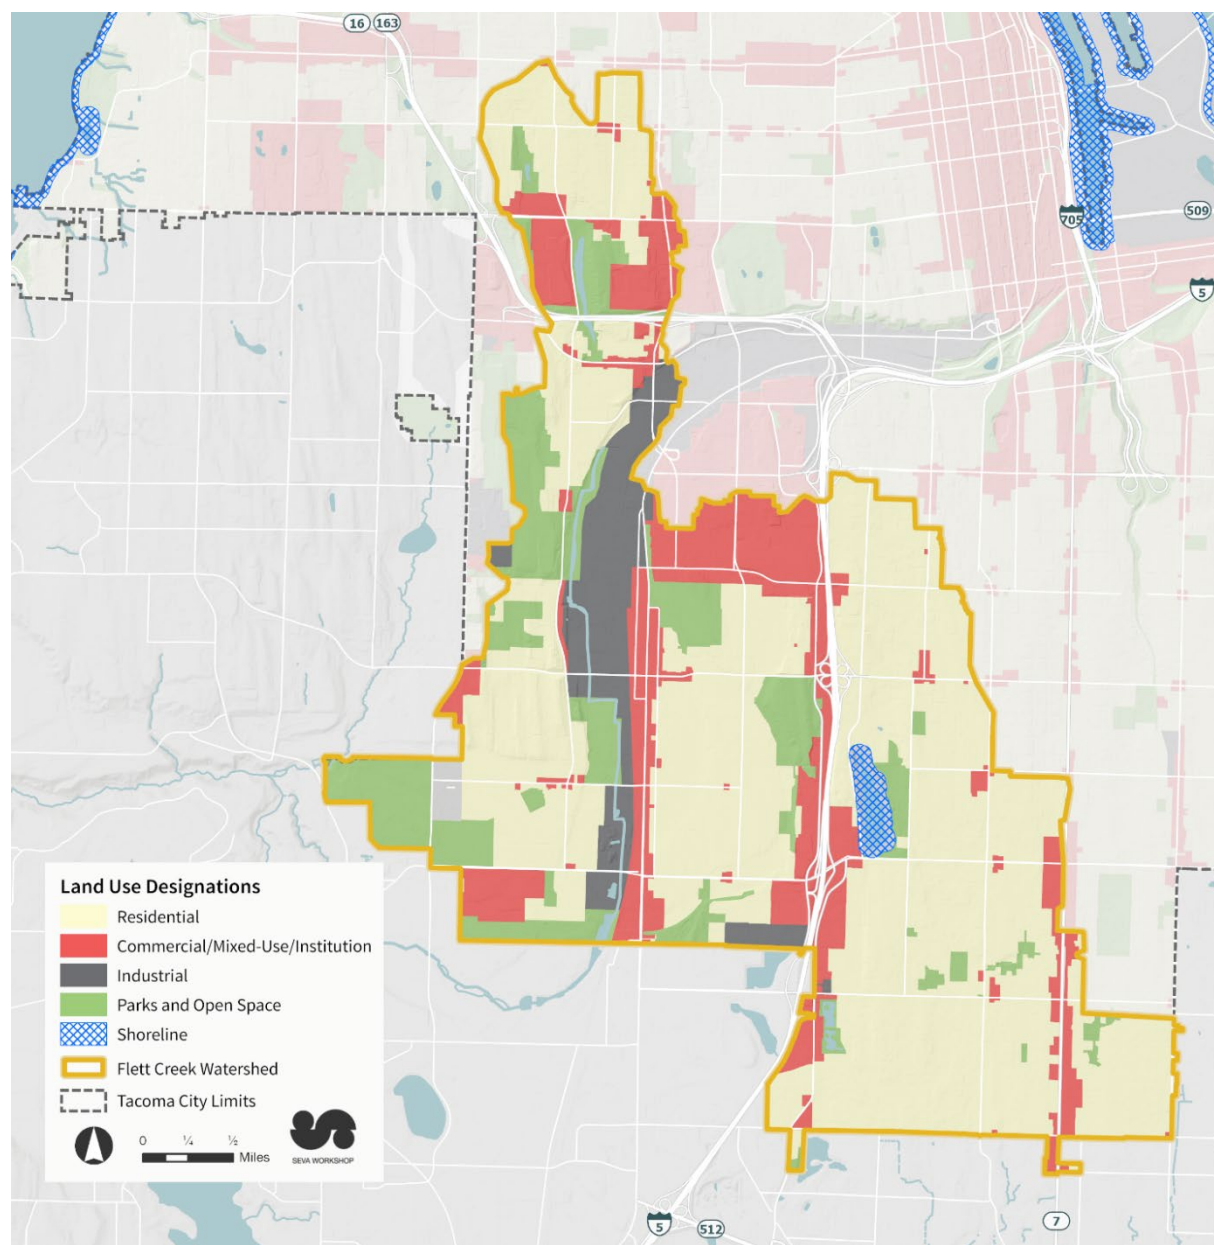 16
163
705
509
5
Land Use Designations
Residential
Commercial/Mixed-Use/Institution
Industrial
Parks and Open Space
Shoreline
Flett Creek Watershed
Tacoma City Limits
0 ¼ ½
Miles
SEVA WORKSHOP
5
512
7